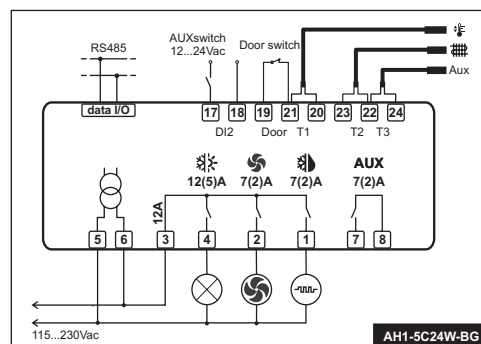 AUXswitch
RS485 12...24Vac Door switch
Aux
data I/O 17 18 19 21 20 23 22 24
DI2 Door T1 T2 T3
AUX
12(5)A 7(2)A 7(2)A 7(2)A
12A
5 6 3 4 2 1 7 8
115...230Vac
AH1-5C24W-BG